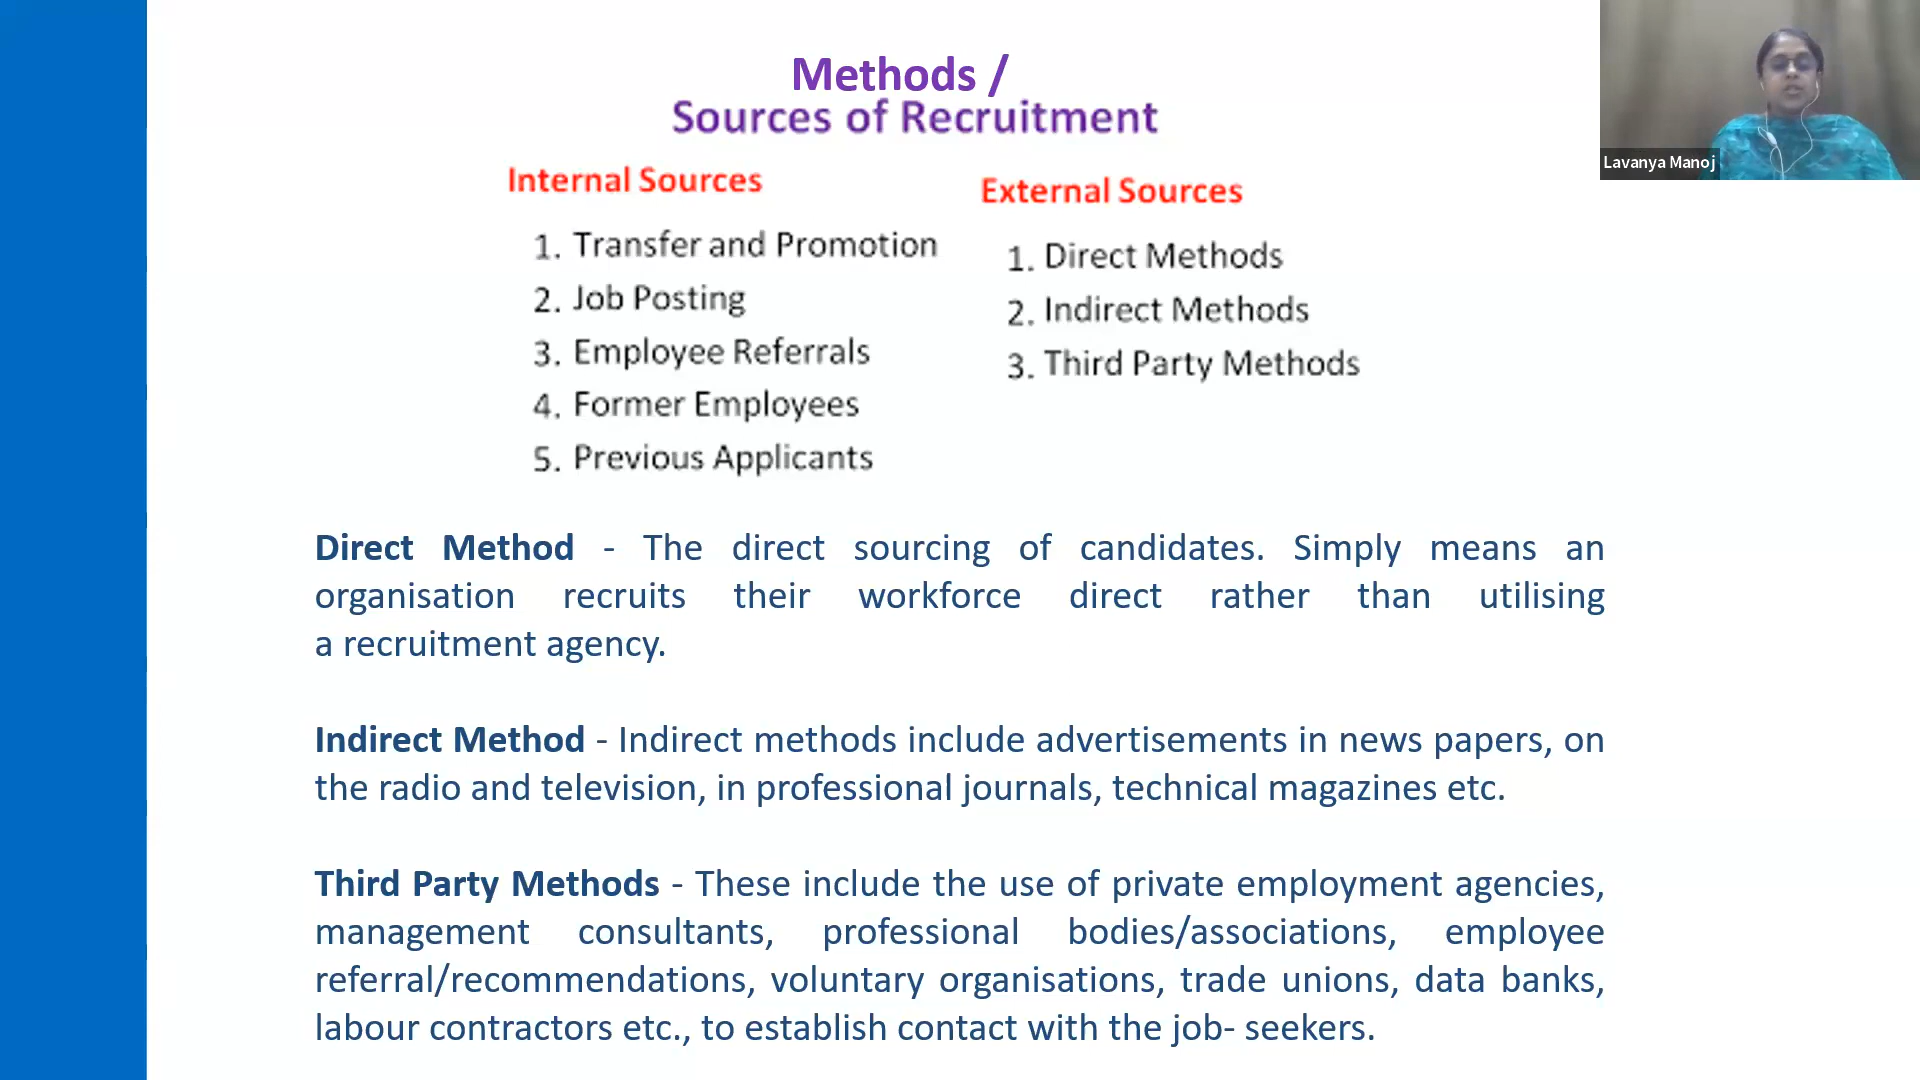 Methods /
Sources of Recruitment
Internal Sources
1. Transfer and Promotion
2. Job Posting
3. Employee Referrals
4. Former Employees
5. Previous Applicants
External Sources
1. Direct Methods
2. Indirect Methods
3. Third Party Methods
Direct Method - The direct sourcing of candidates. Simply means an
organisation recruits their workforce direct rather than utilising
a recruitment agency.
Indirect Method - Indirect methods include advertisements in news papers, on
the radio and television, in professional journals, technical magazines etc.
Third Party Methods - These include the use of private employment agencies,
management consultants, professional bodies/associations, employee
referral/recommendations, voluntary organisations, trade unions, data banks,
labour contractors etc., to establish contact with the job- seekers.
Lavanya Manoj